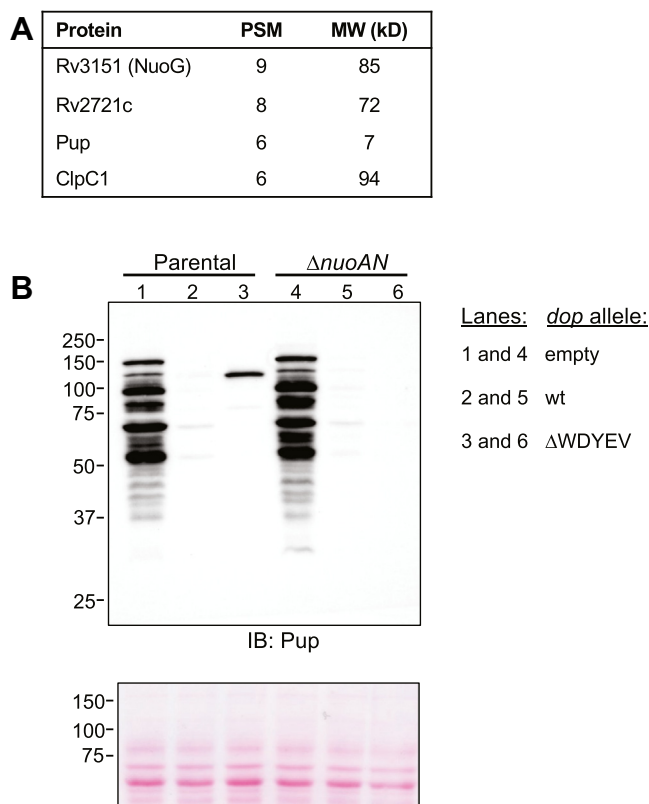 A
Protein PSM MW (kD)
Rv3151 (NuoG) 9 85
Rv2721c 8 72
Pup 6 7
ClpC1 6 94
B
Parental ΔnuoAN
1 2 3 4 5 6
250-
150-
100-
75-
50-
37-
25-
IB: Pup
Lanes: dop allele:
1 and 4 empty
2 and 5 wt
3 and 6 ΔWDYEV
150-
100-
75-